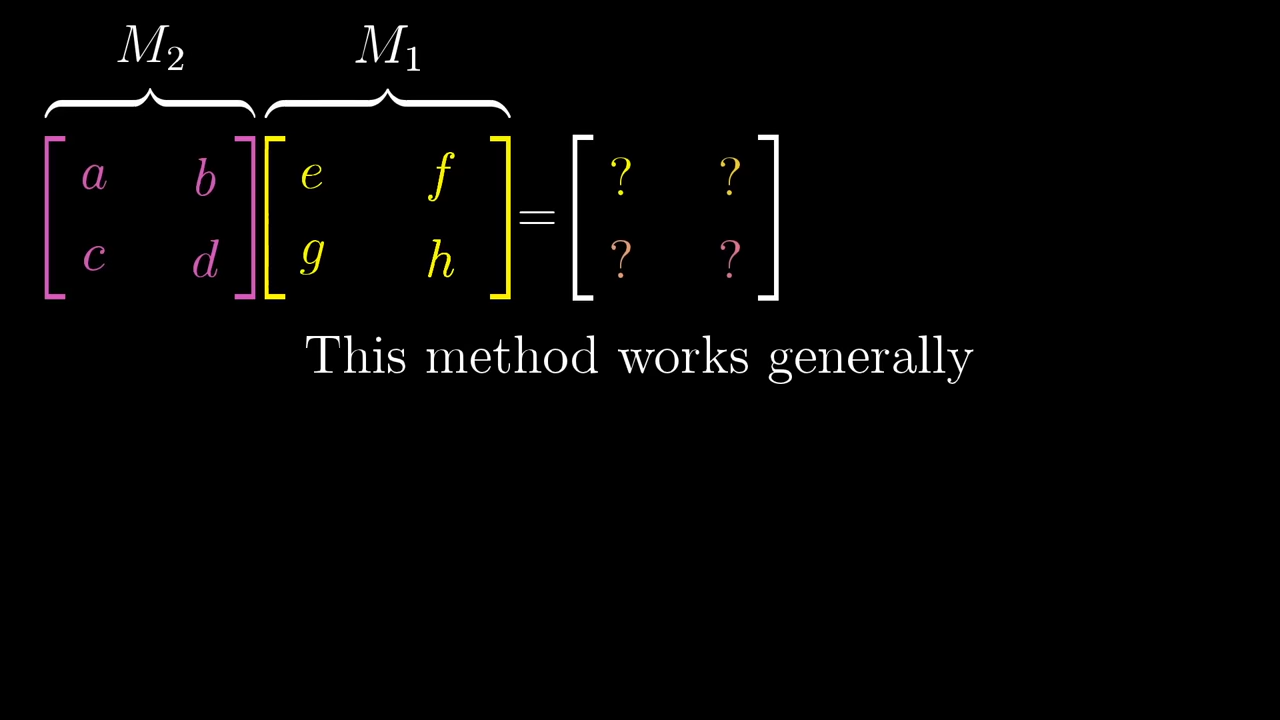 M₂ M₁
[a b; c d] [e f; g h] = [? ?; ? ?]
This method works generally